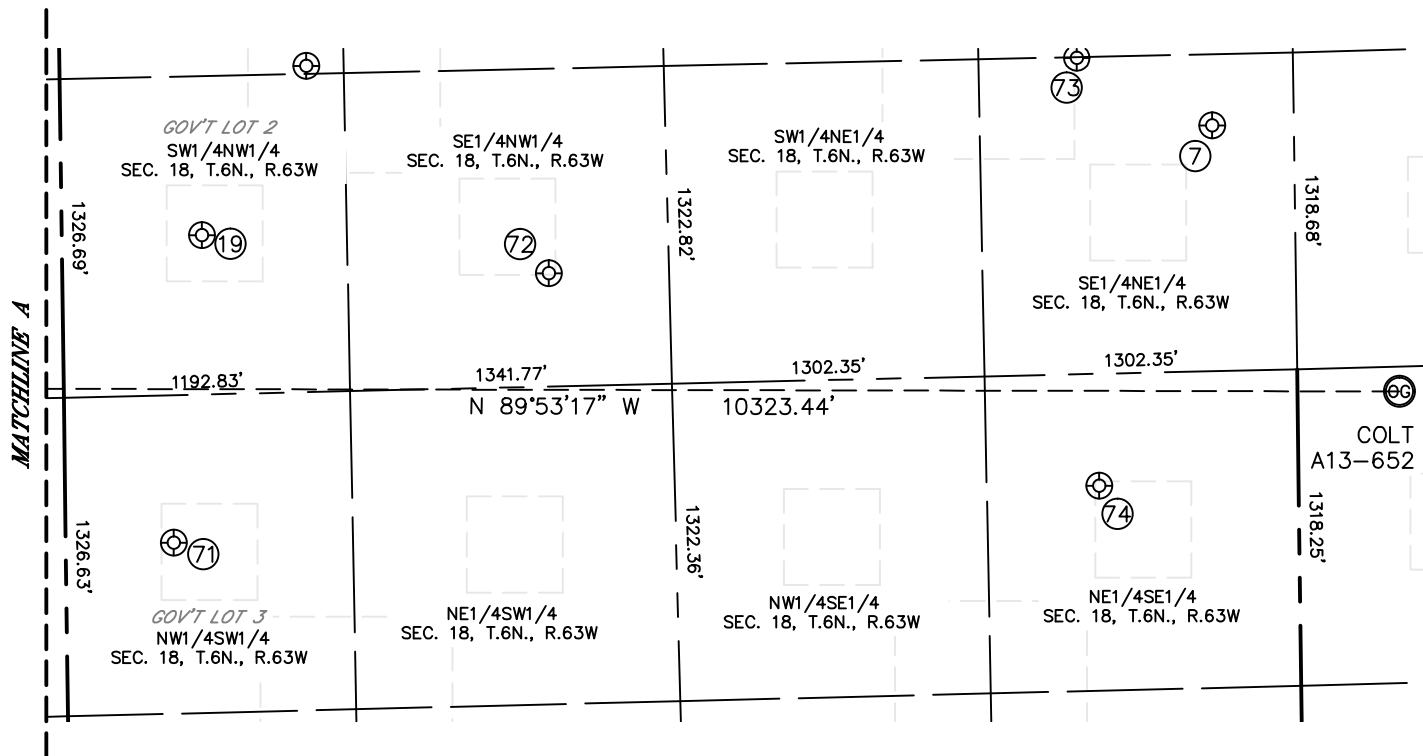 GOV'T LOT 2
SW1/4NW1/4
SEC. 18, T.6N., R.63W
SE1/4NW1/4
SEC. 18, T.6N., R.63W
SW1/4NE1/4
SEC. 18, T.6N., R.63W
73
7
1326.69'
19
72
1322.82'
1318.68'
SE1/4NE1/4
SEC. 18, T.6N., R.63W
MATCHLINE A
1192.83'
1341.77'
1302.35'
1302.35'
N 89°53'17" W 10323.44'
OG
COLT
A13-652
1326.63'
71
1322.36'
74
1318.25'
GOV'T LOT 3
NW1/4SW1/4
SEC. 18, T.6N., R.63W
NE1/4SW1/4
SEC. 18, T.6N., R.63W
NW1/4SE1/4
SEC. 18, T.6N., R.63W
NE1/4SE1/4
SEC. 18, T.6N., R.63W